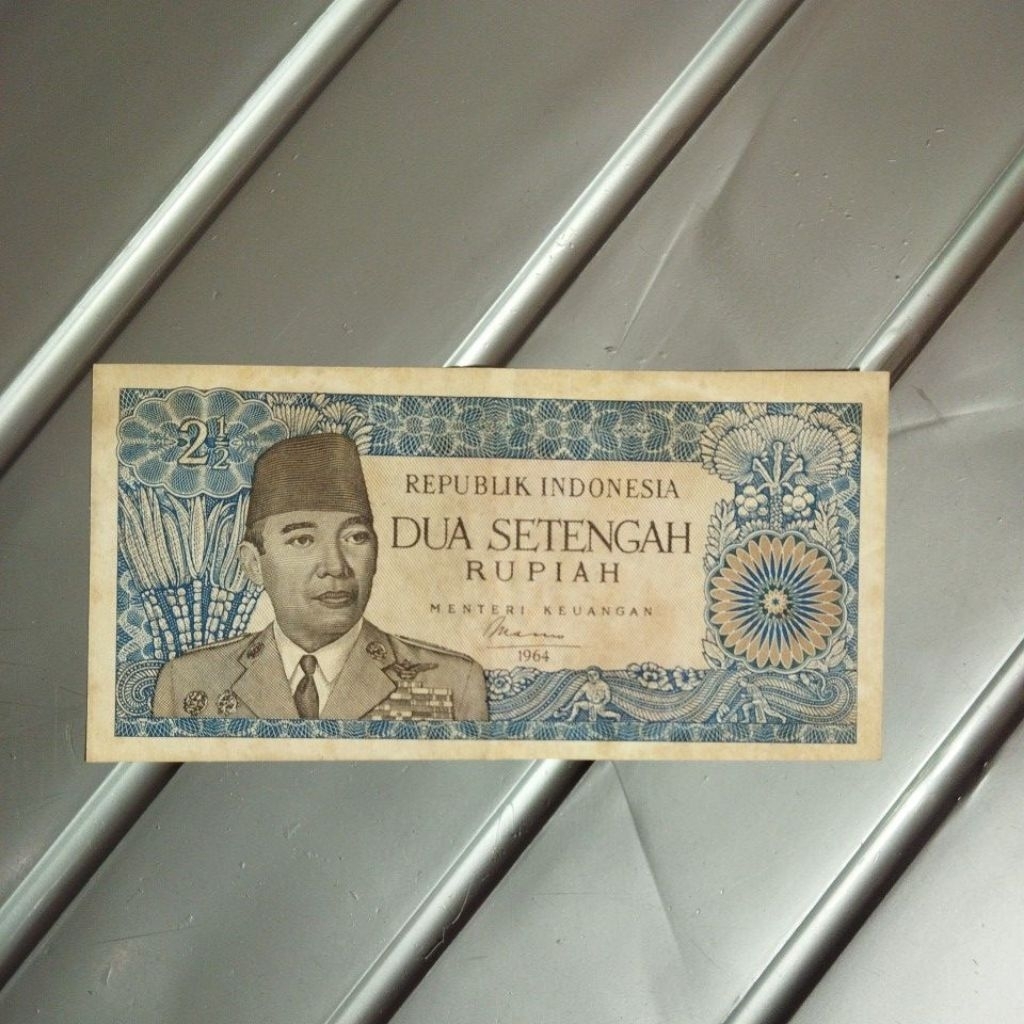 2½
REPUBLIK INDONESIA
DUA SETENGAH
RUPIAH
MENTERI KEUANGAN
1964